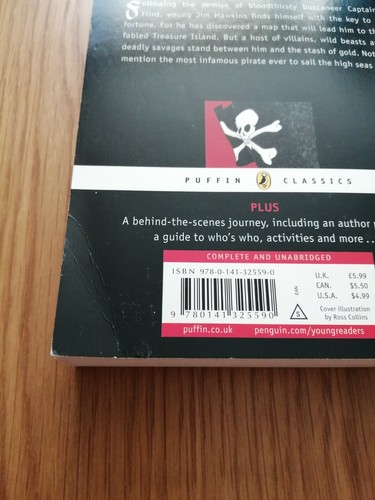 Following the demise of bloodthirsty buccaneer Captain
Flint, young Jim Hawkins finds himself with the key to
fortune. For he has discovered a map that will lead him to th
fabled Treasure Island. But a host of villains, wild beasts a
deadly savages stand between him and the stash of gold. Not
mention the most infamous pirate ever to sail the high seas
PUFFIN CLASSICS
PLUS
A behind-the-scenes journey, including an author
a guide to who's who, activities and more ..
COMPLETE AND UNABRIDGED
ISBN 978-0-141-32559-0
9 780141 325590
EAN
U.K. £5.99
CAN. $5.50
U.S.A. $4.99
S
Cover illustration
by Ross Collins
puffin.co.uk penguin.com/youngreaders